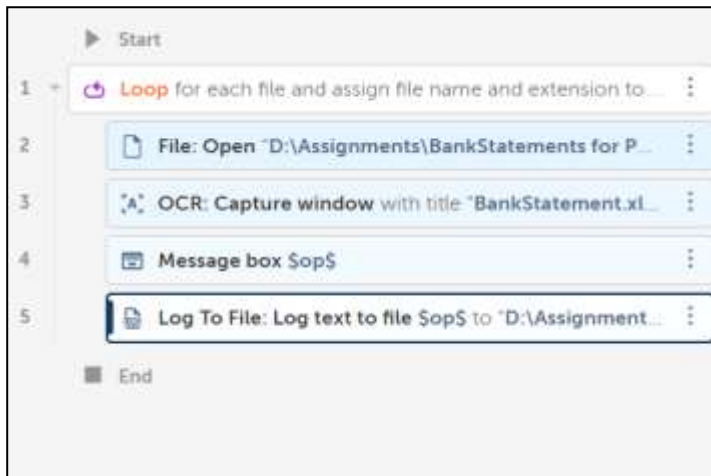 Start
1 Loop for each file and assign file name and extension to...
2 File: Open "D:\Assignments\BankStatements for P...
3 OCR: Capture window with title "BankStatement.xl...
4 Message box $op$
5 Log To File: Log text to file $op$ to "D:\Assignment...
End